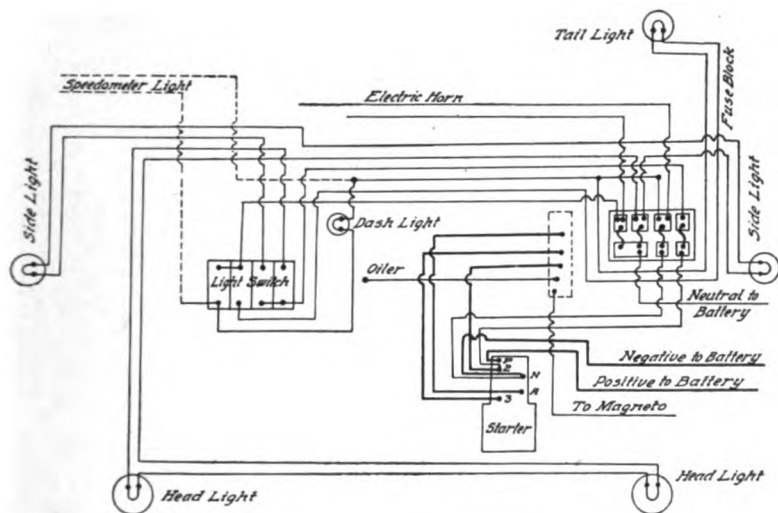 Tail Light
Speedometer Light
Electric Horn
Fuse Block
Side Light
Side Light
Dash Light
Light Switch
Oiler
Neutral to
Battery
Negative to Battery
Positive to Battery
To Magneto
P
E
N
A
3
Starter
Head Light
Head Light